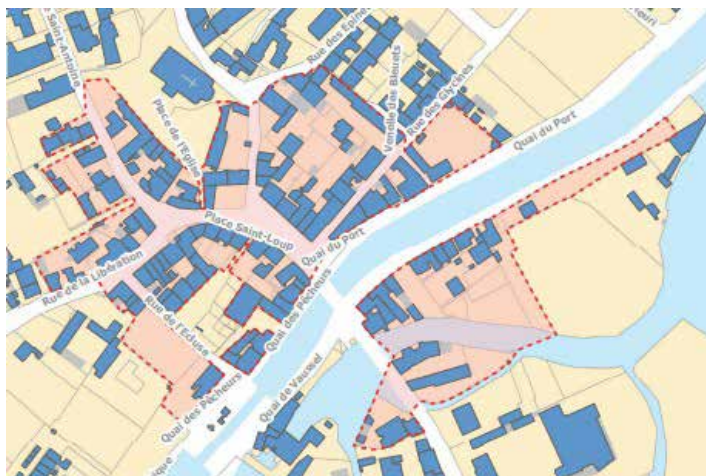 Saint-Antoine
Rue des Epine
Place de l'Eglise
Venelle des Bleuets
Rue des Glycines
Quai du Port
Place Saint-Loup
Quai du Port
Rue de la Libération
Rue de l'Ecluse
Quai des Pêcheurs
Quai de Vaussel
Quai des Pêcheurs
ique